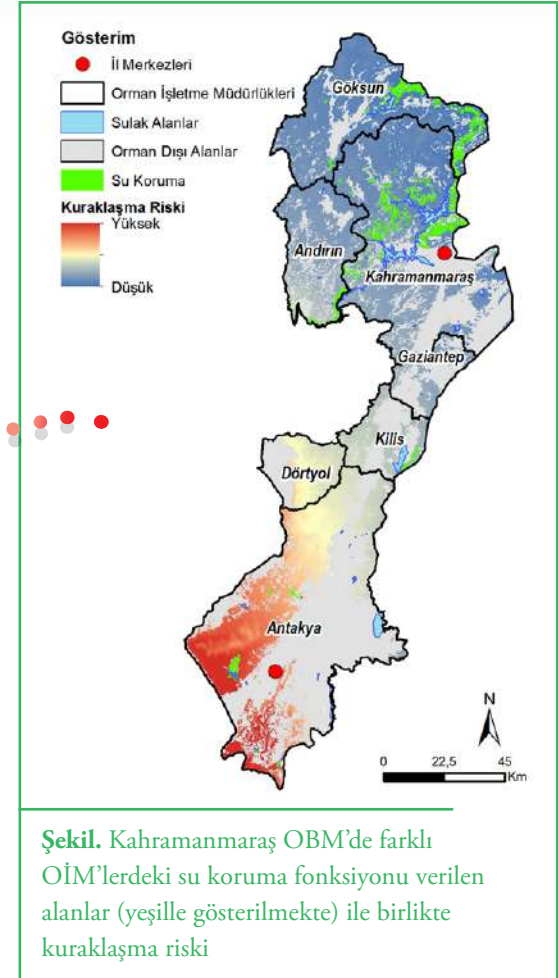 Gösterim
İl Merkezleri
Orman İşletme Müdürlükleri
Sulak Alanlar
Orman Dışı Alanlar
Su Koruma
Kuraklaşma Riski
Yüksek
Düşük
Göksun
Andırın
Kahramanmaraş
Gaziantep
Kilis
Dörtyol
Antakya
N
0 22,5 45
Km
Şekil. Kahramanmaraş OBM’de farklı
OİM’lerdeki su koruma fonksiyonu verilen
alanlar (yeşille gösterilmekte) ile birlikte
kuraklaşma riski